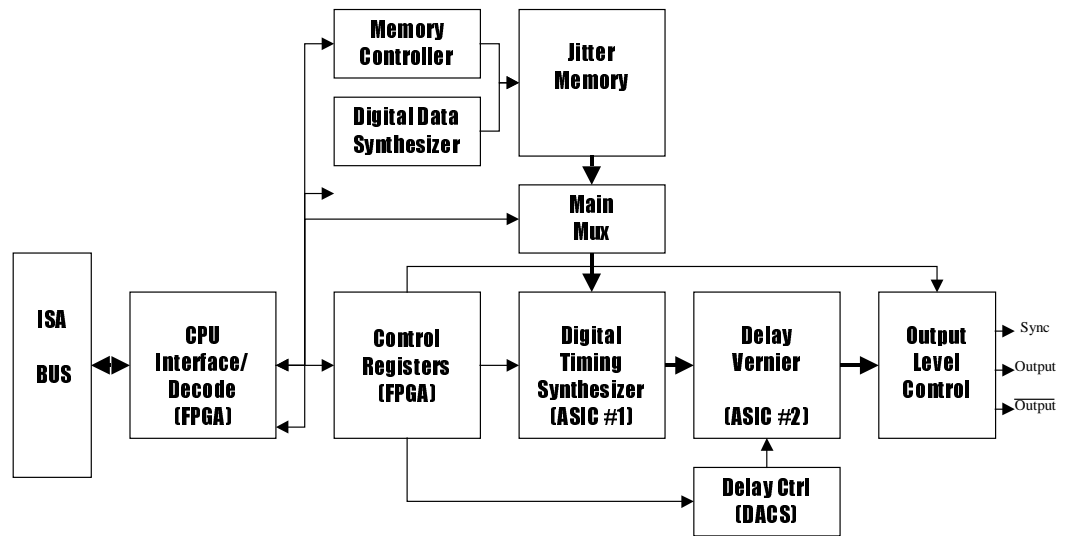 Memory
Controller
Jitter
Memory
Digital Data
Synthesizer
Main
Mux
ISA
BUS
CPU
Interface/
Decode
(FPGA)
Control
Registers
(FPGA)
Digital
Timing
Synthesizer
(ASIC #1)
Delay
Vernier
(ASIC #2)
Output
Level
Control
Sync
Output
Output
Delay Ctrl
(DACS)